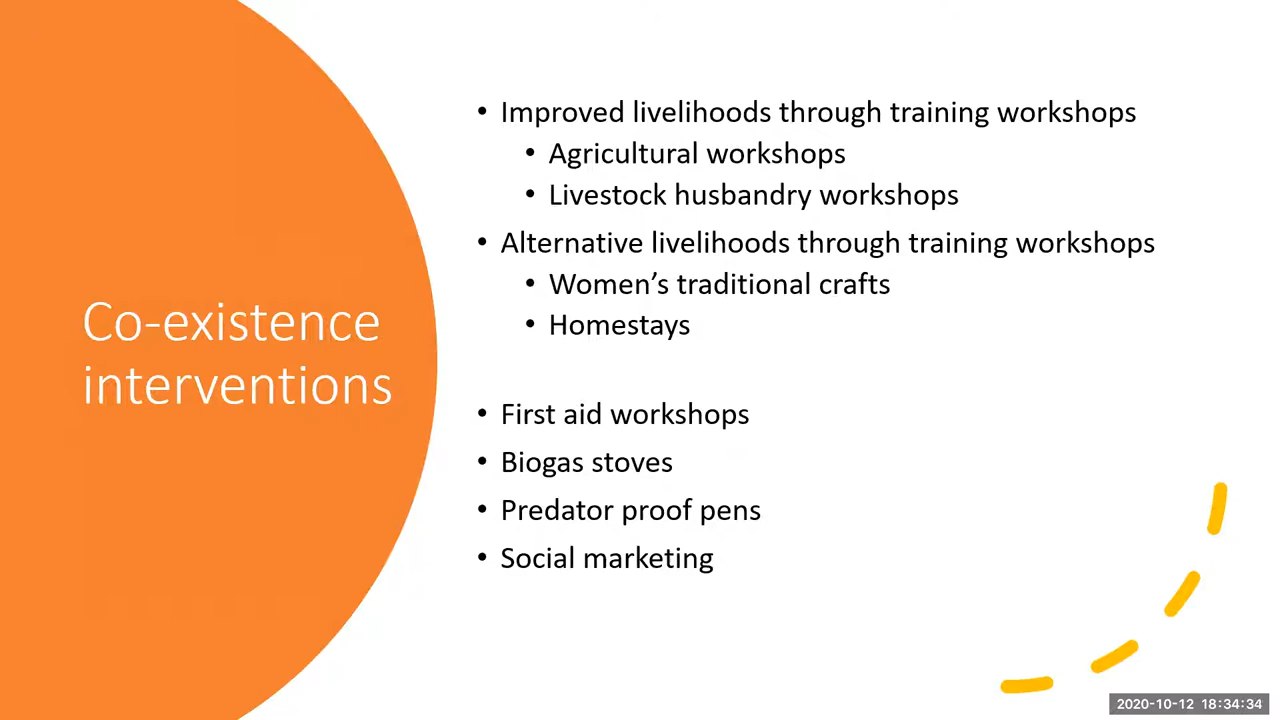 Co-existence
interventions
• Improved livelihoods through training workshops
• Agricultural workshops
• Livestock husbandry workshops
• Alternative livelihoods through training workshops
• Women’s traditional crafts
• Homestays
• First aid workshops
• Biogas stoves
• Predator proof pens
• Social marketing
2020-10-12 18:34:34